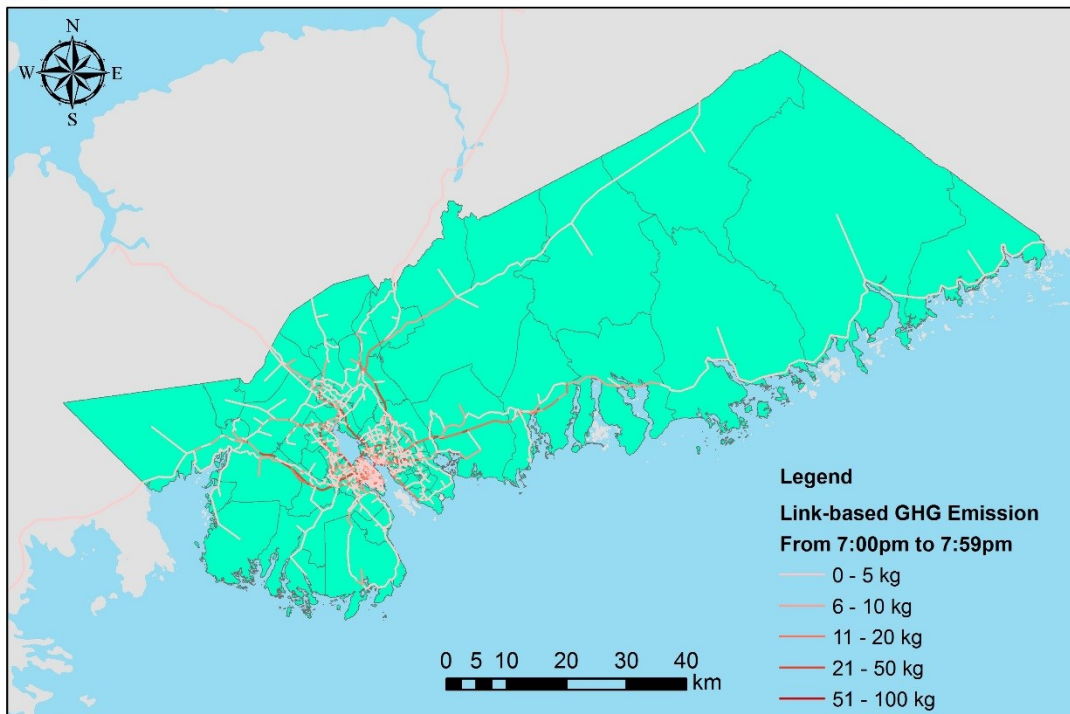 N
W E
S
Legend
Link-based GHG Emission
From 7:00pm to 7:59pm
0 - 5 kg
6 - 10 kg
11 - 20 kg
21 - 50 kg
51 - 100 kg
0 5 10 20 30 40
km